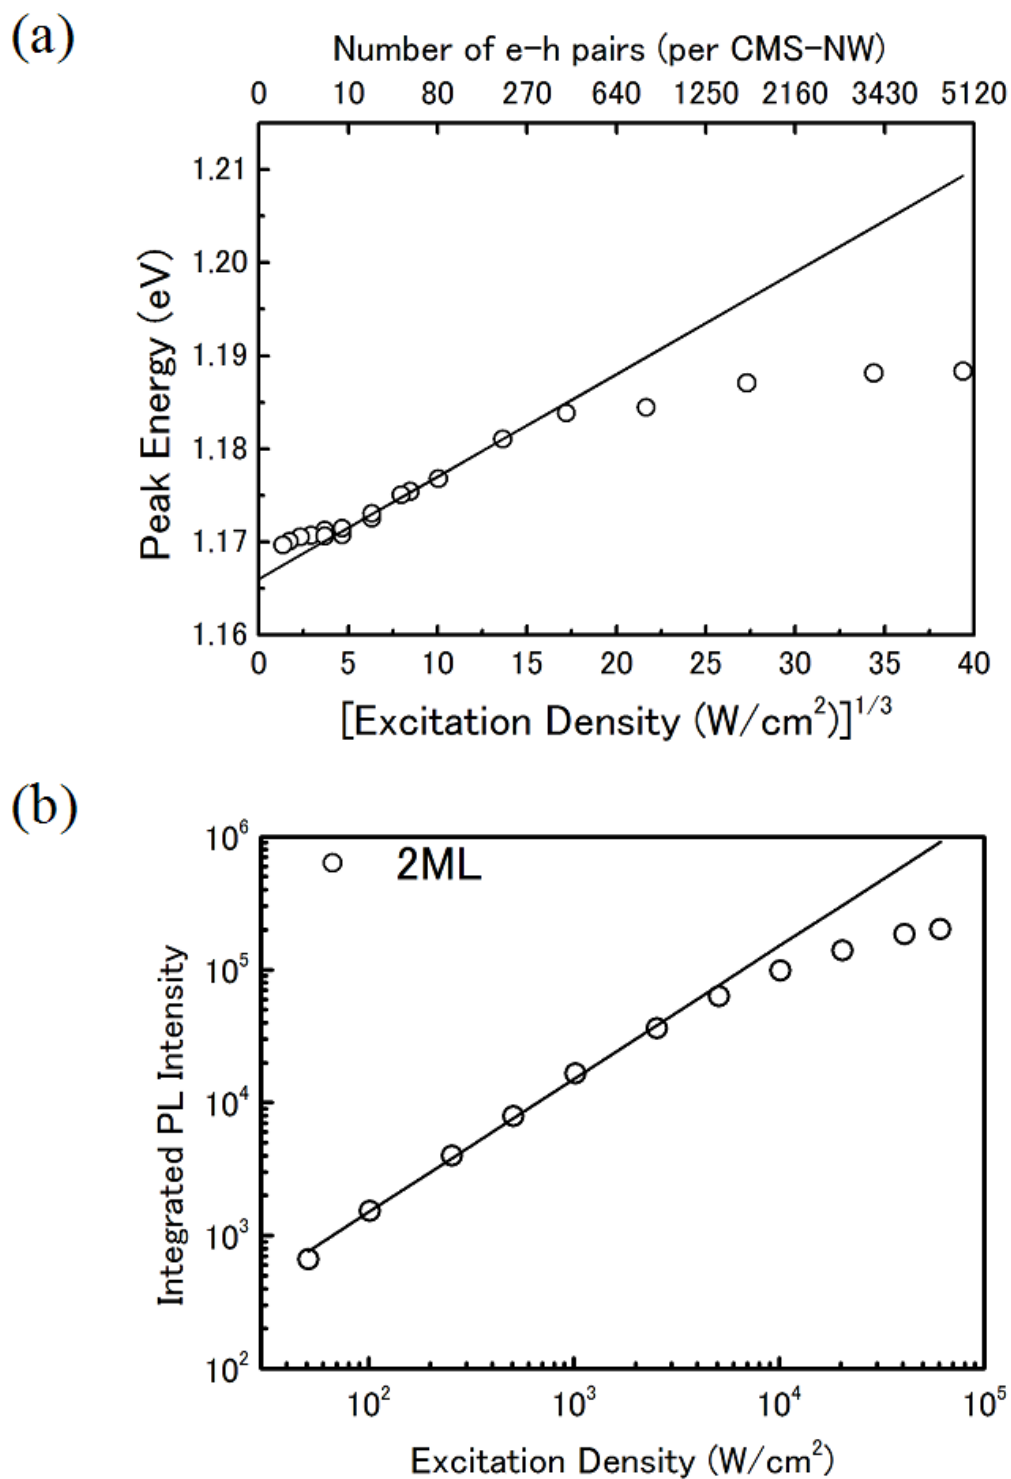 (a)
Number of e-h pairs (per CMS-NW)
0 10 80 270 640 1250 2160 3430 5120
1.21
1.20
1.19
1.18
1.17
1.16
Peak Energy (eV)
0 5 10 15 20 25 30 35 40
[Excitation Density (W/cm²)]¹/³
(b)
2ML
10⁶
10⁵
10⁴
10³
10²
Integrated PL Intensity
10² 10³ 10⁴ 10⁵
Excitation Density (W/cm²)